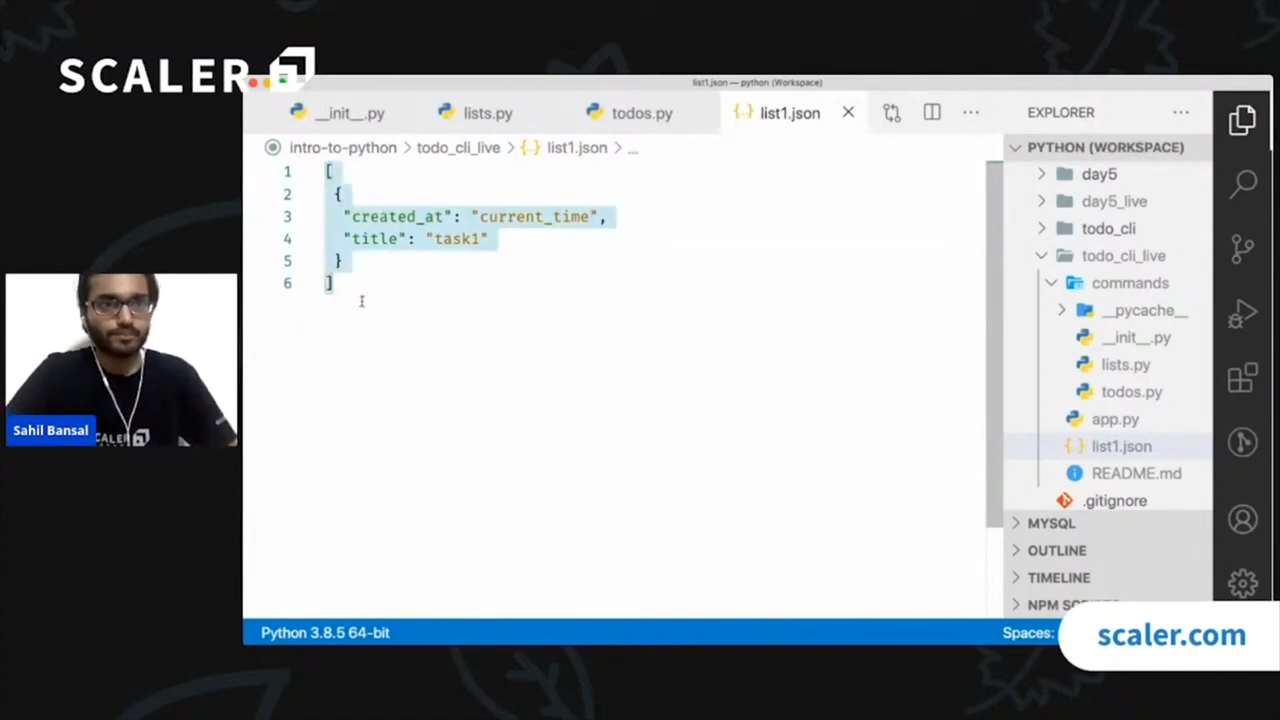 SCALER
list1.json — python (Workspace)
__init__.py
lists.py
todos.py
list1.json
intro-to-python > todo_cli_live > {..} list1.json > ...
1 [
2 {
3 "created_at": "current_time",
4 "title": "task1"
5 }
6 ]
EXPLORER
PYTHON (WORKSPACE)
day5
day5_live
todo_cli
todo_cli_live
commands
__pycache__
__init__.py
lists.py
todos.py
app.py
list1.json
README.md
.gitignore
MYSQL
OUTLINE
TIMELINE
NPM
Sahil Bansal
Python 3.8.5 64-bit
Spaces:
scaler.com